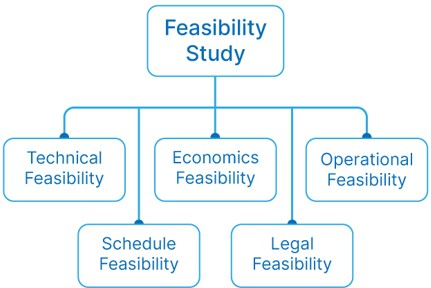 Feasibility
Study
Technical
Feasibility
Economics
Feasibility
Operational
Feasibility
Schedule
Feasibility
Legal
Feasibility